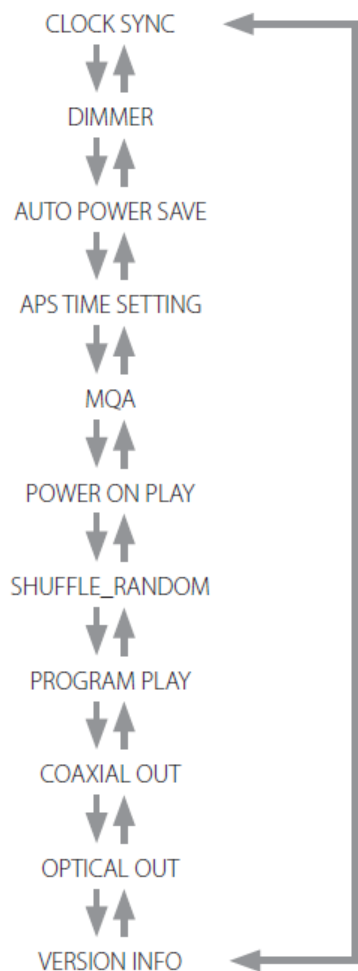 CLOCK SYNC
DIMMER
AUTO POWER SAVE
APS TIME SETTING
MQA
POWER ON PLAY
SHUFFLE_RANDOM
PROGRAM PLAY
COAXIAL OUT
OPTICAL OUT
VERSION INFO